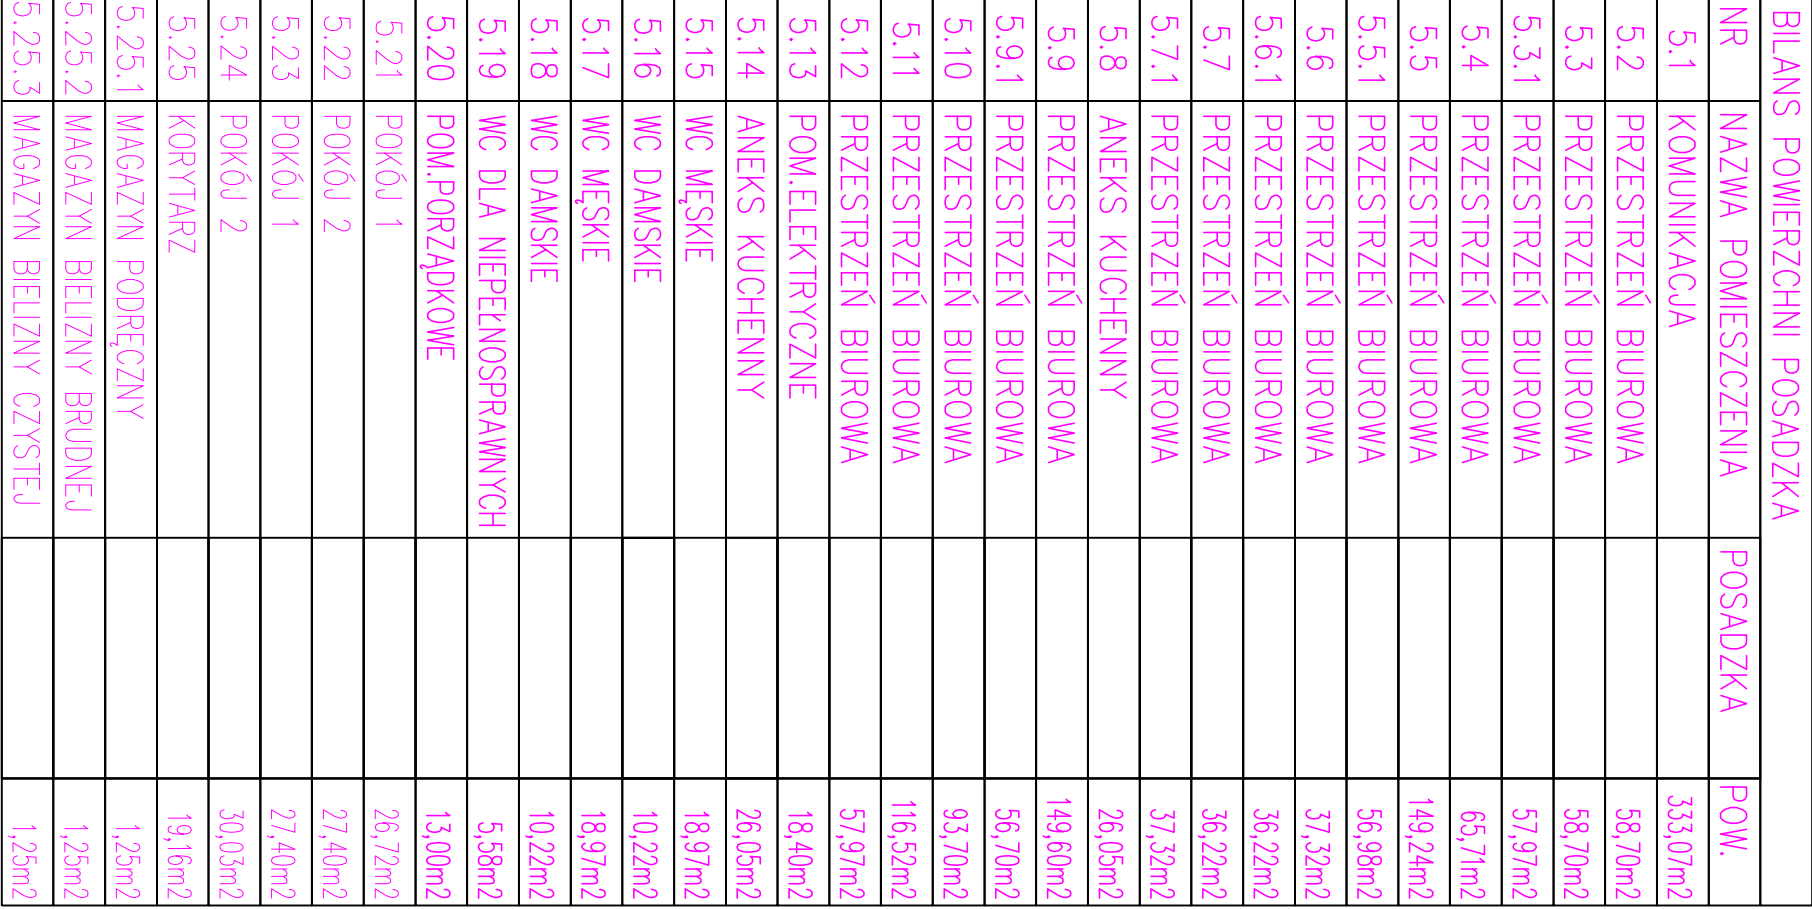 BILANS POWIERZCHNI POSADZKA
NR NAZWA POMIESZCZENIA POSADZKA POW.
5.1 KOMUNIKACJA 333,07m2
5.2 PRZESTRZEŃ BIUROWA 58,70m2
5.3 PRZESTRZEŃ BIUROWA 58,70m2
5.3.1 PRZESTRZEŃ BIUROWA 57,97m2
5.4 PRZESTRZEŃ BIUROWA 65,71m2
5.5 PRZESTRZEŃ BIUROWA 149,24m2
5.5.1 PRZESTRZEŃ BIUROWA 56,98m2
5.6 PRZESTRZEŃ BIUROWA 37,32m2
5.6.1 PRZESTRZEŃ BIUROWA 36,22m2
5.7 PRZESTRZEŃ BIUROWA 36,22m2
5.7.1 PRZESTRZEŃ BIUROWA 37,32m2
5.8 ANEKS KUCHENNY 26,05m2
5.9 PRZESTRZEŃ BIUROWA 149,60m2
5.9.1 PRZESTRZEŃ BIUROWA 56,70m2
5.10 PRZESTRZEŃ BIUROWA 93,70m2
5.11 PRZESTRZEŃ BIUROWA 116,52m2
5.12 PRZESTRZEŃ BIUROWA 57,97m2
5.13 POM.ELEKTRYCZNE 18,40m2
5.14 ANEKS KUCHENNY 26,05m2
5.15 WC MĘSKIE 18,97m2
5.16 WC DAMSKIE 10,22m2
5.17 WC MĘSKIE 18,97m2
5.18 WC DAMSKIE 10,22m2
5.19 WC DLA NIEPEŁNOSPRAWNYCH 5,58m2
5.20 POM.PORZĄDKOWE 13,00m2
5.21 POKÓJ 1 26,72m2
5.22 POKÓJ 2 27,40m2
5.23 POKÓJ 1 27,40m2
5.24 POKÓJ 2 30,03m2
5.25 KORYTARZ 19,16m2
5.25.1 MAGAZYN PODRĘCZNY 1,25m2
5.25.2 MAGAZYN BIELIZNY BRUDNEJ 1,25m2
5.25.3 MAGAZYN BIELIZNY CZYSTEJ 1,25m2